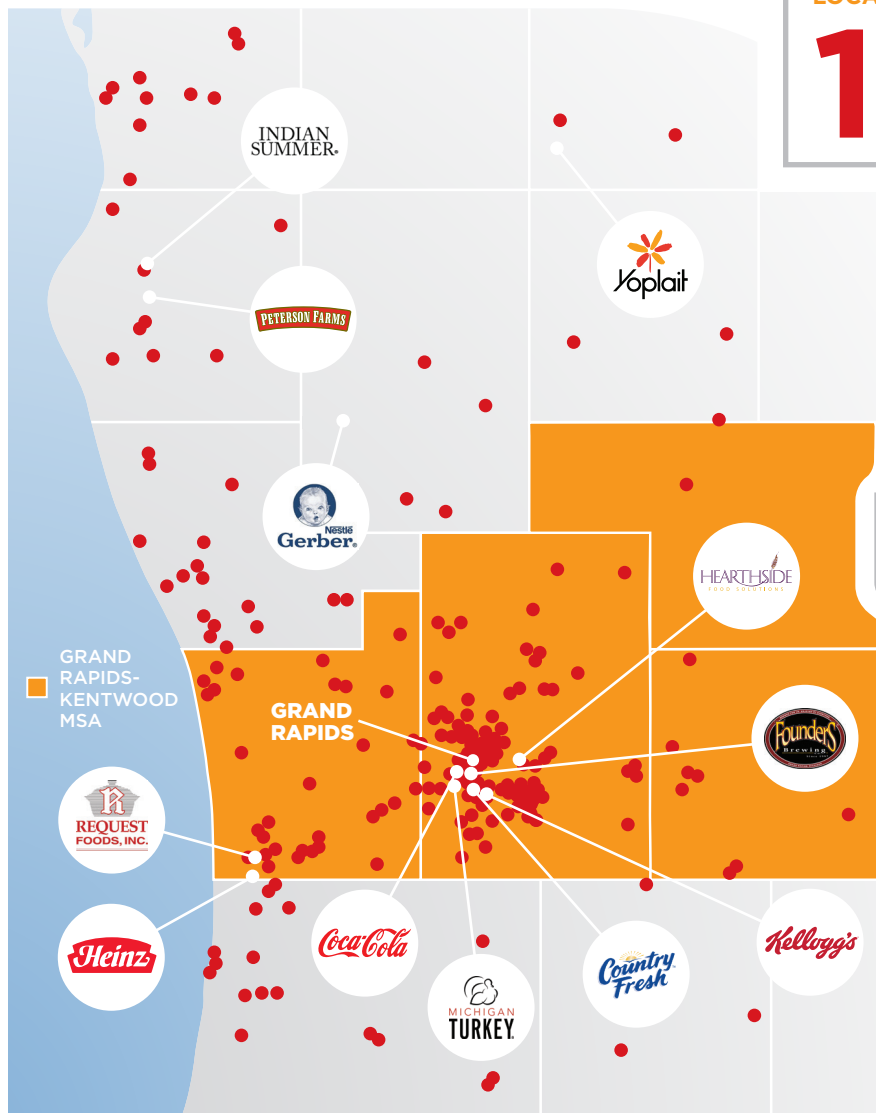 1
INDIAN
SUMMER®
Yoplait
PETERSON FARMS
Nestlē
Gerber®
HEARTHSIDE
FOOD SOLUTIONS
GRAND
RAPIDS-
KENTWOOD
MSA
GRAND
RAPIDS
Founders
Brewing
REQUEST
FOODS, INC.
Heinz
Coca-Cola
MICHIGAN
TURKEY
Country
Fresh
Kellogg's